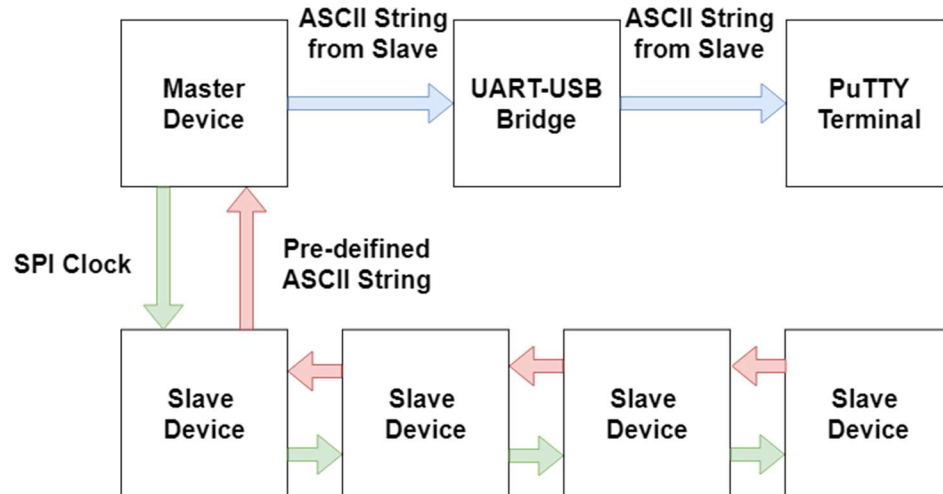 ASCII String
from Slave
ASCII String
from Slave
Master
Device
UART-USB
Bridge
PuTTY
Terminal
SPI Clock
Pre-deifined
ASCII String
Slave
Device
Slave
Device
Slave
Device
Slave
Device